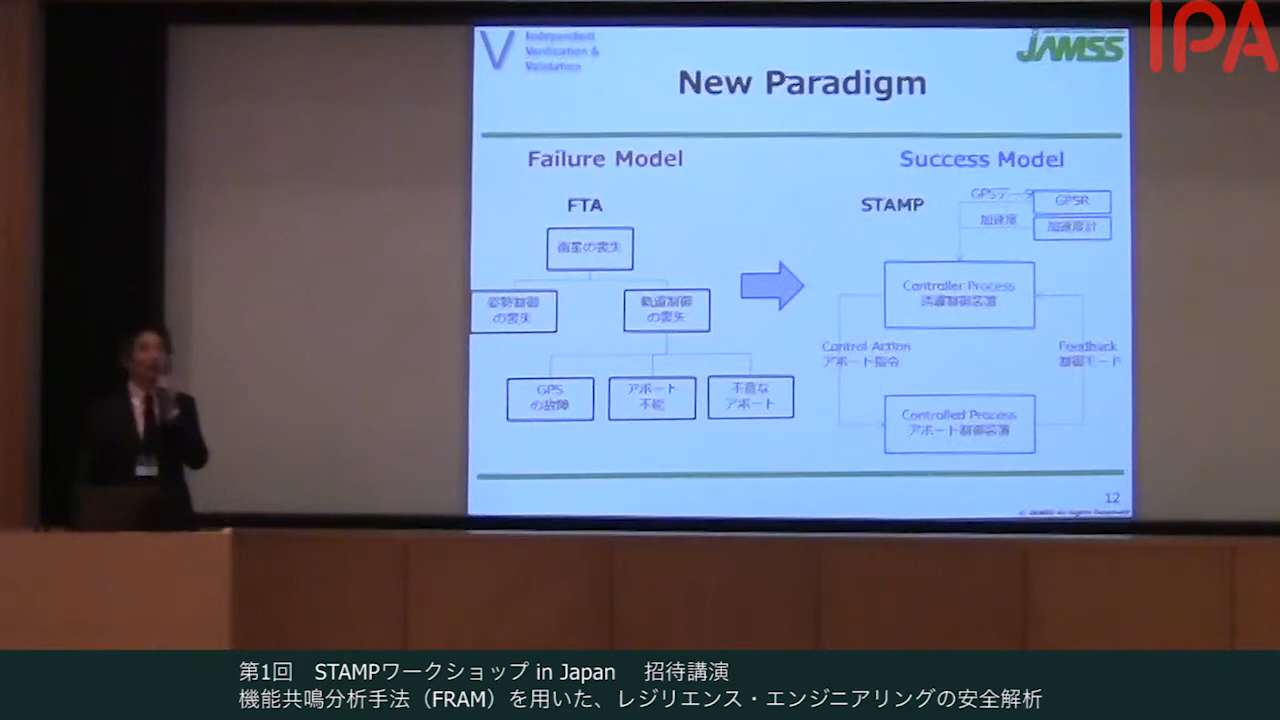 IPA
V
Independent
Verification &
Validation
JAMSS
New Paradigm
Failure Model
FTA
衛星の喪失
姿勢制御
の喪失
軌道制御
の喪失
GPS
の故障
アボート
不能
不意な
アボート
Success Model
STAMP
GPSデータ
GPSR
加速度
加速度計
Controller Process
誘導制御装置
Control Action
アボート指令
Feedback
制御モード
Controlled Process
アボート制御装置
12
© JAMSS All Rights Reserved
第1回 STAMPワークショップ in Japan 招待講演
機能共鳴分析手法（FRAM）を用いた、レジリエンス・エンジニアリングの安全解析